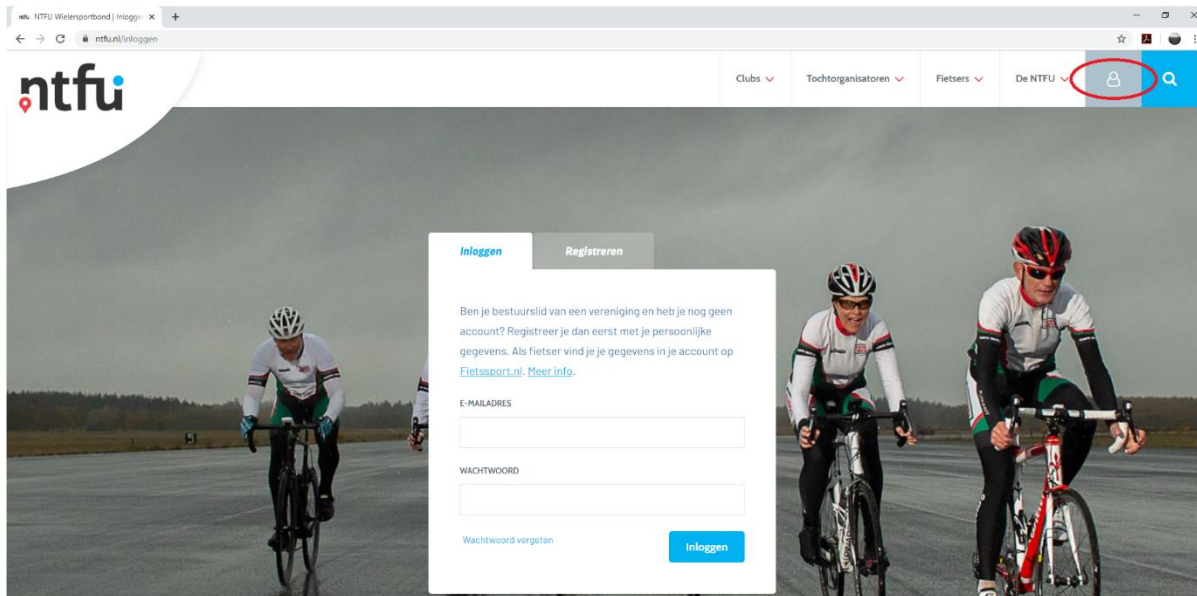 NTFU Wielersportbond | Inlogge
ntfu.nl/inloggen
ntfu
Clubs
Tochtorganisatoren
Fietsers
De NTFU
Inloggen
Registreren
Ben je bestuurslid van een vereniging en heb je nog geen
account? Registreer je dan eerst met je persoonlijke
gegevens. Als fietser vind je je gegevens in je account op
Fietssport.nl. Meer info.
E-MAILADRES
WACHTWOORD
Wachtwoord vergeten
Inloggen
5